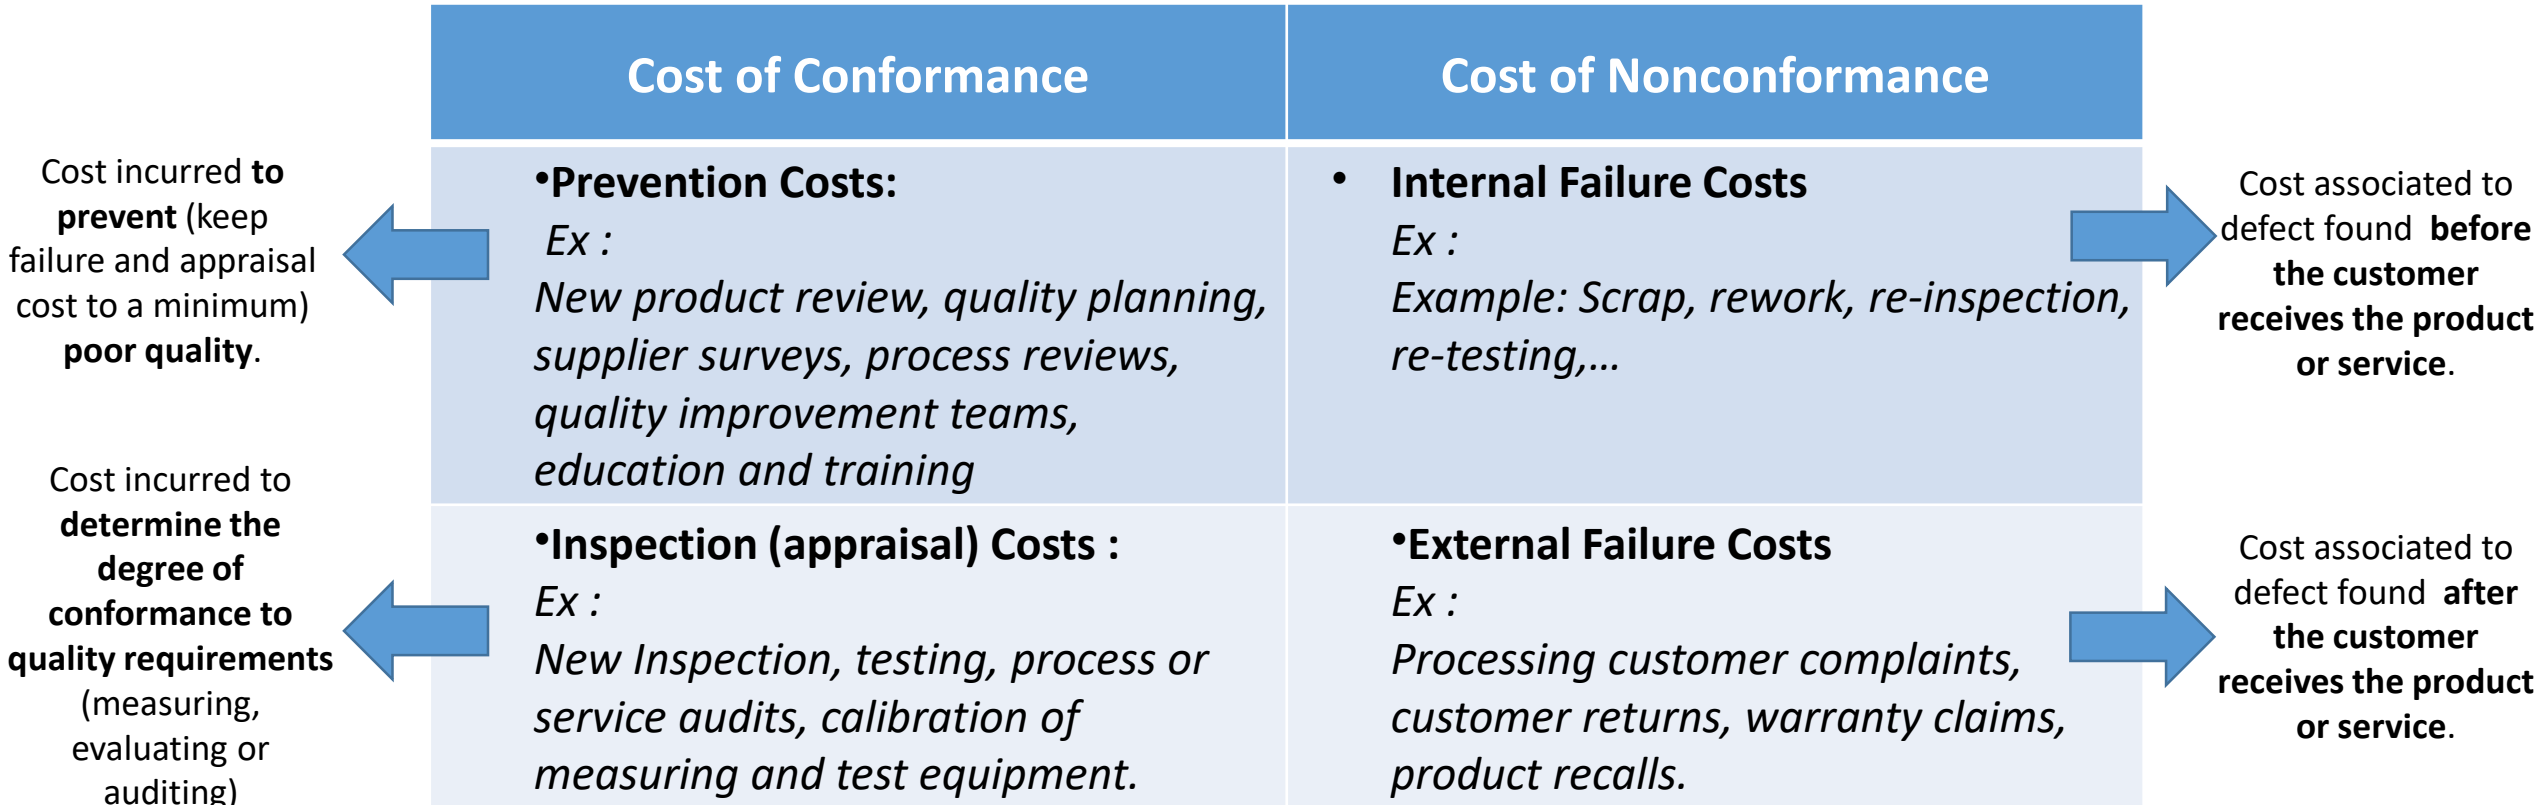 Cost of Conformance
Cost of Nonconformance
Cost incurred to
prevent (keep
failure and appraisal
cost to a minimum)
poor quality.
•Prevention Costs:
Ex :
New product review, quality planning,
supplier surveys, process reviews,
quality improvement teams,
education and training
• Internal Failure Costs
Ex :
Example: Scrap, rework, re-inspection,
re-testing,...
Cost associated to
defect found before
the customer
receives the product
or service.
Cost incurred to
determine the
degree of
conformance to
quality requirements
(measuring,
evaluating or
auditing)
•Inspection (appraisal) Costs :
Ex :
New Inspection, testing, process or
service audits, calibration of
measuring and test equipment.
•External Failure Costs
Ex :
Processing customer complaints,
customer returns, warranty claims,
product recalls.
Cost associated to
defect found after
the customer
receives the product
or service.